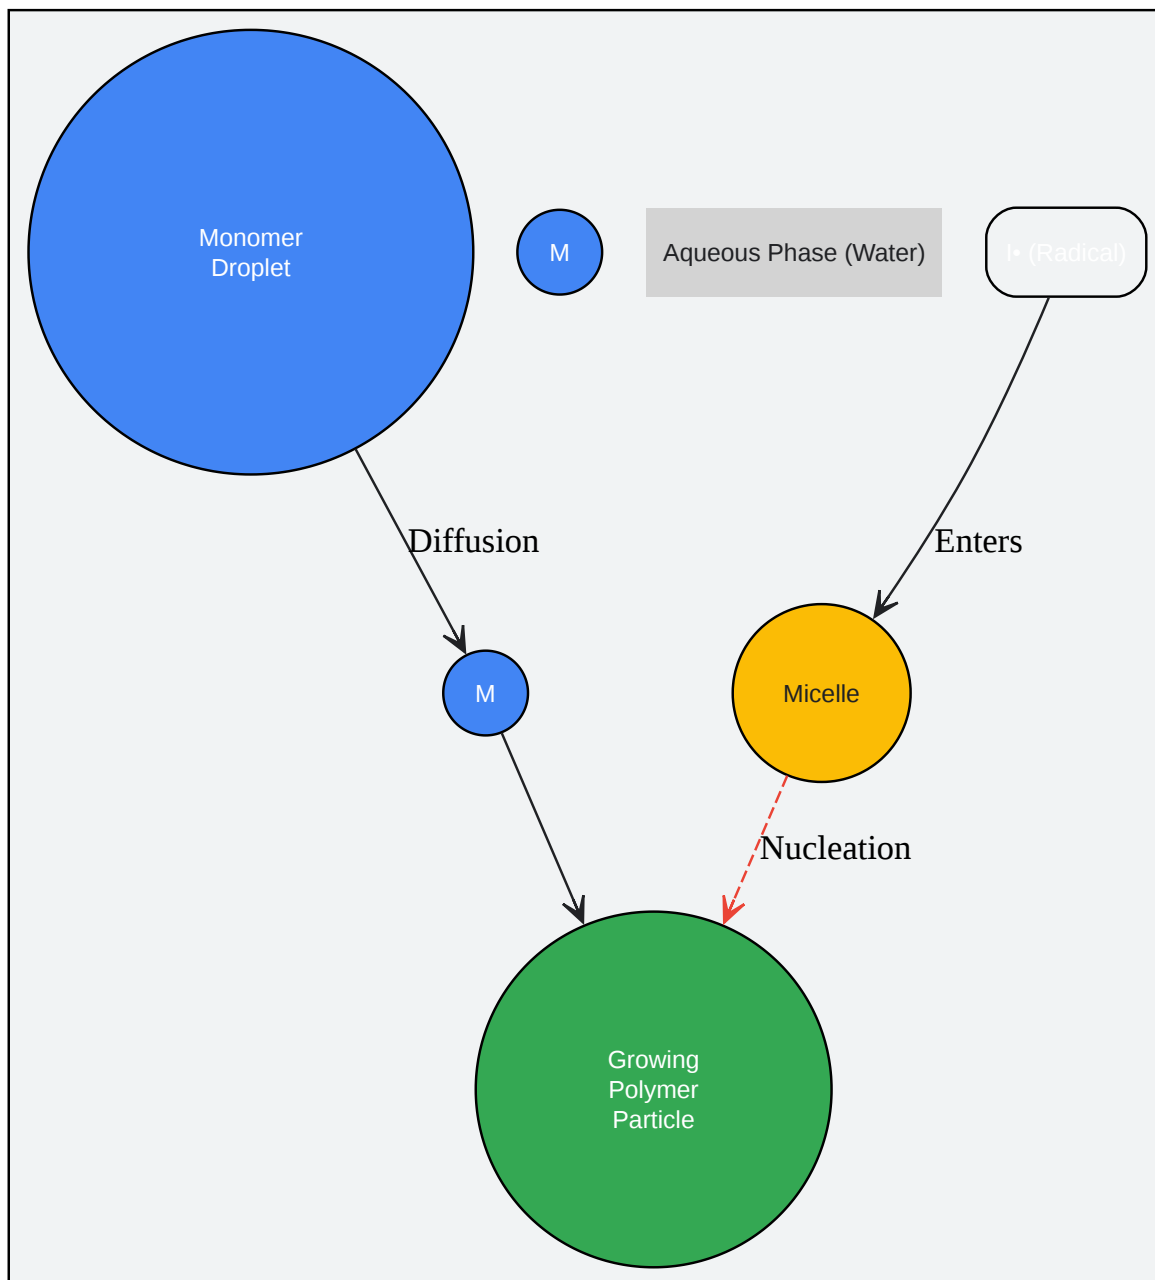 Monomer
Droplet
M
Aqueous Phase (Water)
I• (Radical)
Diffusion
Enters
M
Micelle
Nucleation
Growing
Polymer
Particle